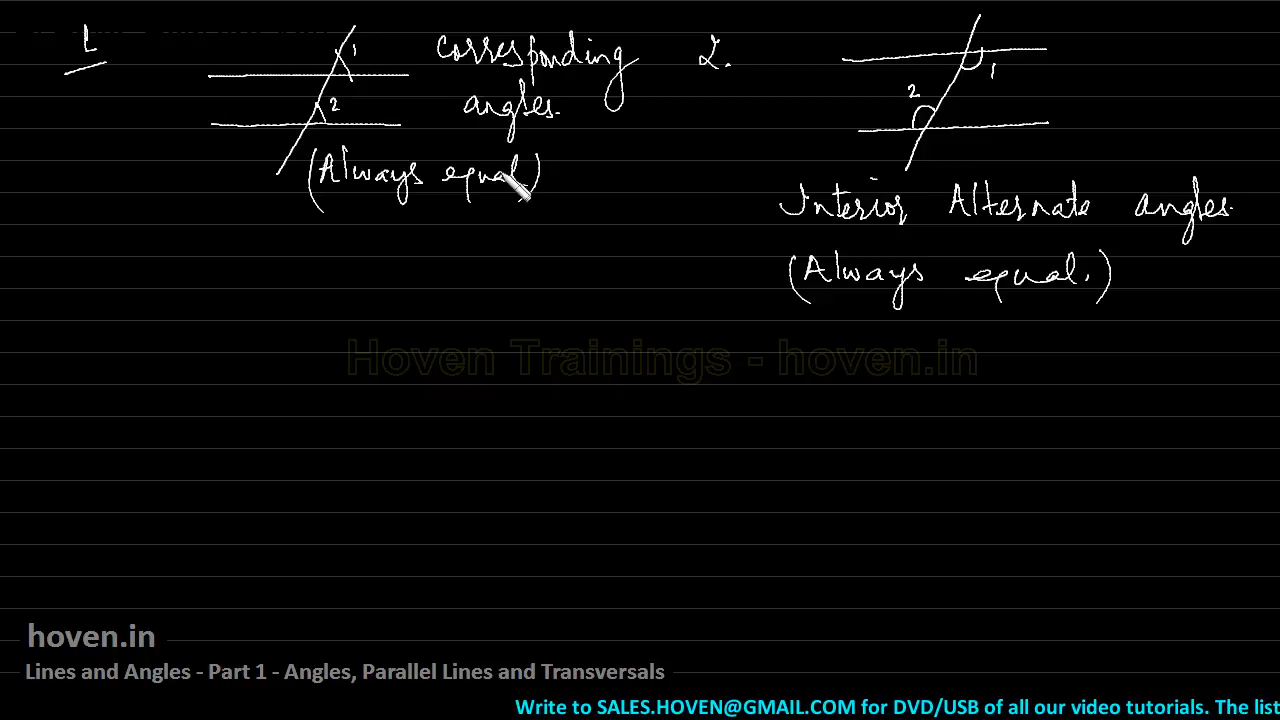 1
1
2
corresponding
angles.
(Always equal)
2.
1
2
Interior Alternate angles.
(Always equal.)
Hoven Trainings - hoven.in
hoven.in
Lines and Angles - Part 1 - Angles, Parallel Lines and Transversals
Write to SALES.HOVEN@GMAIL.COM for DVD/USB of all our video tutorials. The list